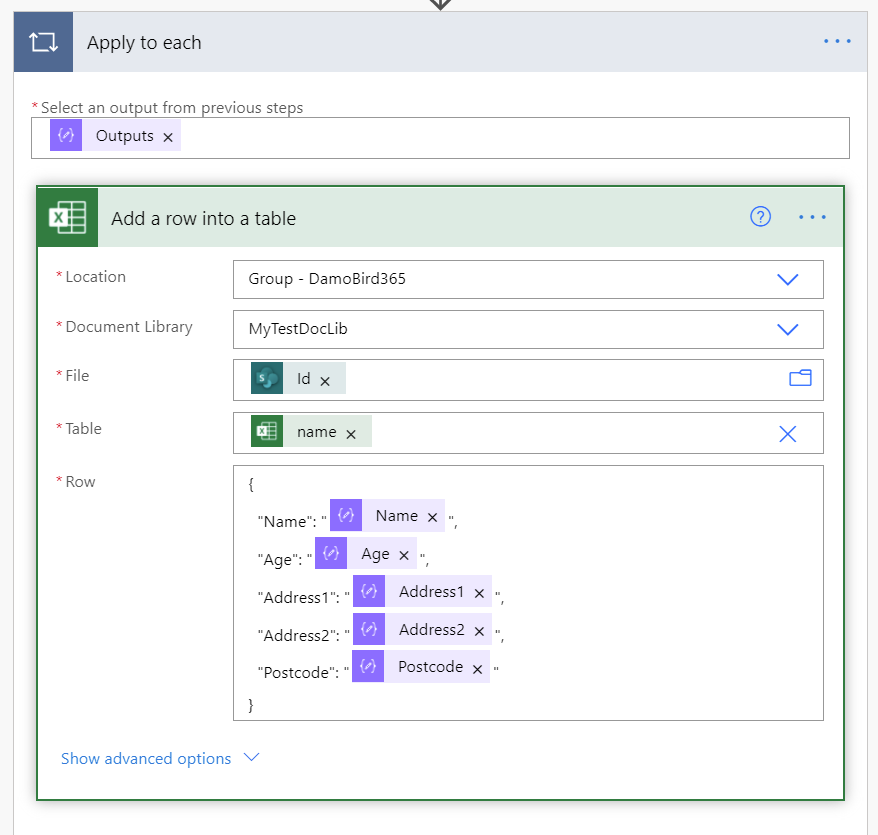 Apply to each
* Select an output from previous steps
Outputs ×
Add a row into a table
* Location Group - DamoBird365
* Document Library MyTestDocLib
* File Id ×
* Table name ×
* Row {
"Name": " Name × ",
"Age": " Age × ",
"Address1": " Address1 × ",
"Address2": " Address2 × ",
"Postcode": " Postcode × "
}
Show advanced options